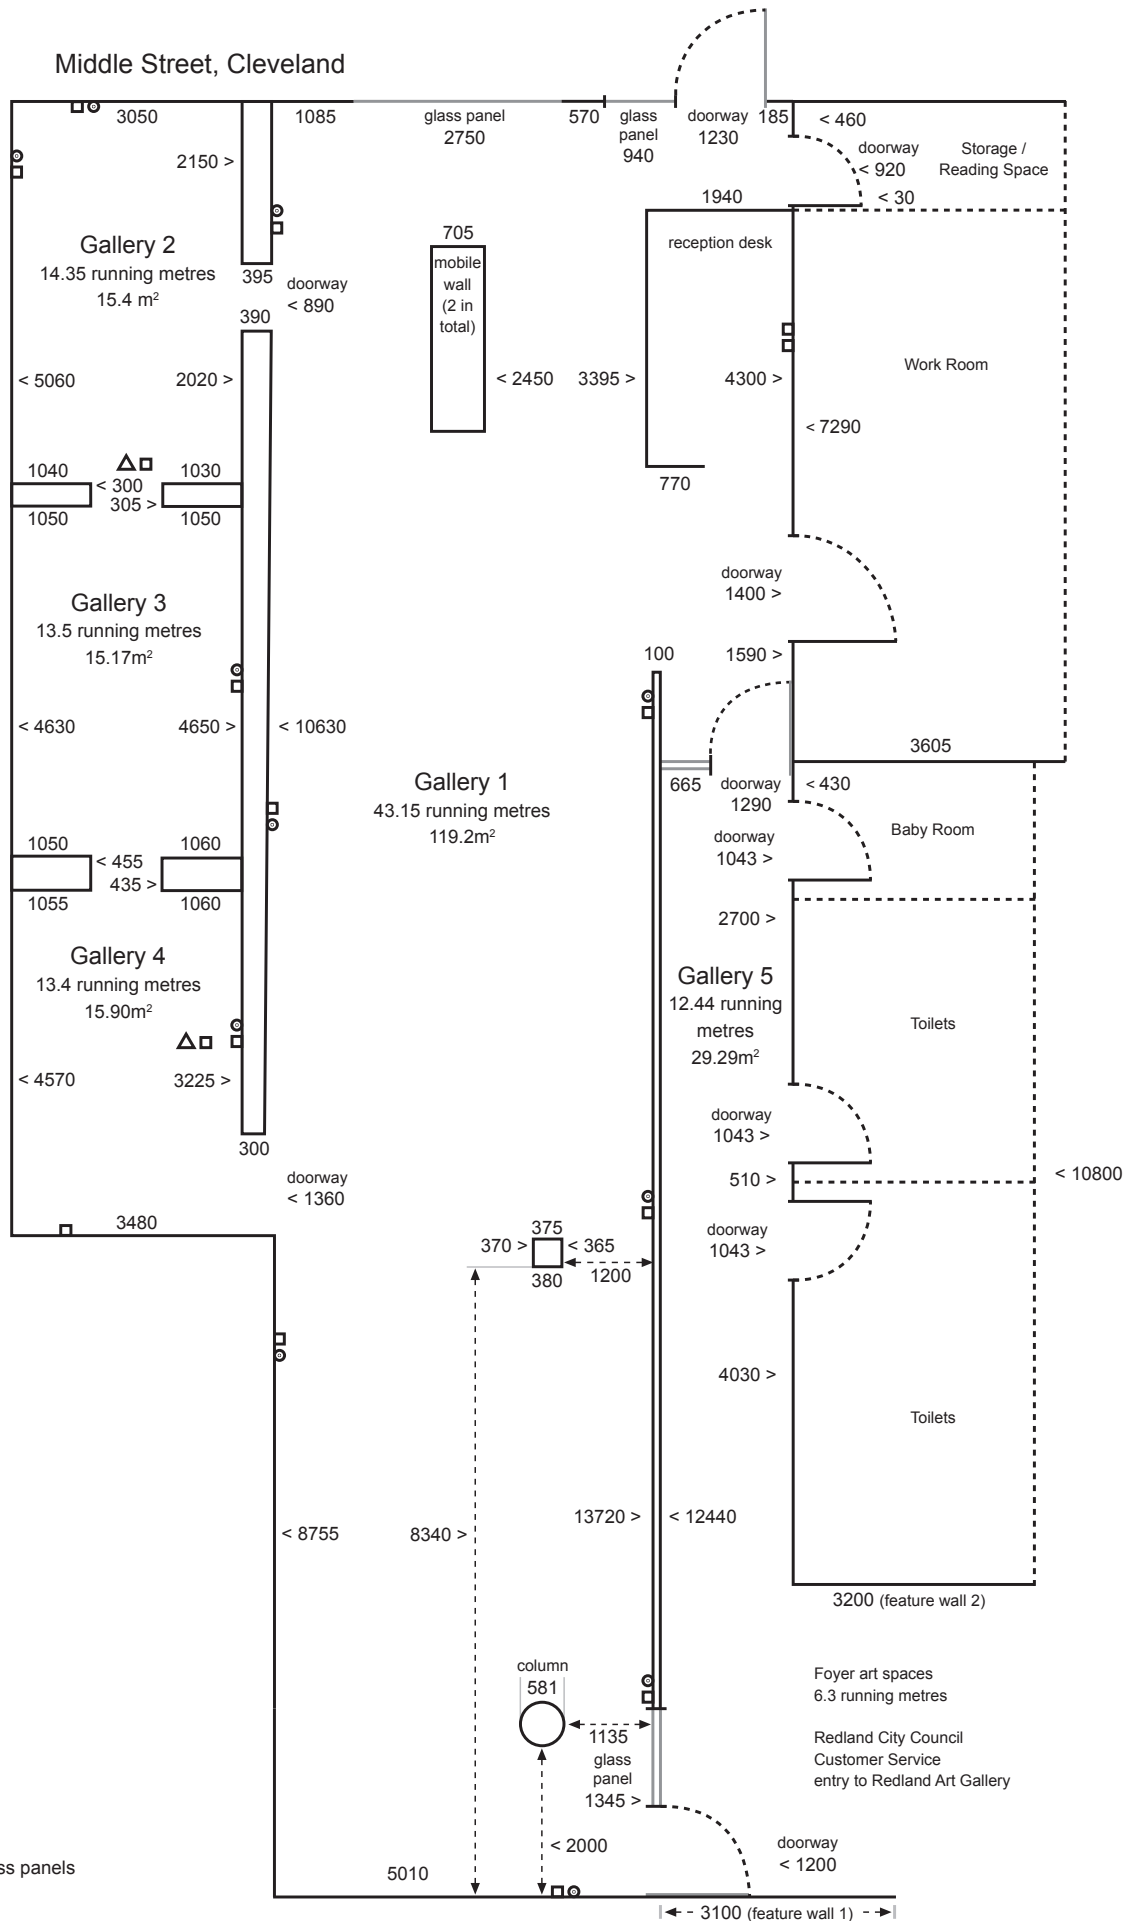 Middle Street, Cleveland
3050
1085
glass panel
2750
570
glass
panel
940
doorway
1230
185
< 460
doorway
< 920
< 30
Storage /
Reading Space
2150 >
1940
reception desk
Gallery 2
14.35 running metres
15.4 m²
395
doorway
< 890
390
705
mobile
wall
(2 in
total)
< 5060
2020 >
< 2450
3395 >
4300 >
Work Room
< 7290
1040
< 300
305 >
1030
1050
1050
770
doorway
1400 >
Gallery 3
13.5 running metres
15.17m²
100
1590 >
< 4630
4650 >
< 10630
3605
Gallery 1
43.15 running metres
119.2m²
665
doorway
1290
< 430
doorway
1043 >
Baby Room
1050
< 455
435 >
1060
1055
1060
2700 >
Gallery 4
13.4 running metres
15.90m²
Gallery 5
12.44 running
metres
29.29m²
Toilets
< 4570
3225 >
300
doorway
< 1360
doorway
1043 >
510 >
< 10800
3480
375
370 >
< 365
380
1200
doorway
1043 >
4030 >
Toilets
< 8755
8340 >
13720 >
< 12440
3200 (feature wall 2)
column
581
1135
glass
panel
1345 >
Foyer art spaces
6.3 running metres
Redland City Council
Customer Service
entry to Redland Art Gallery
< 2000
doorway
< 1200
ss panels
5010
3100 (feature wall 1)